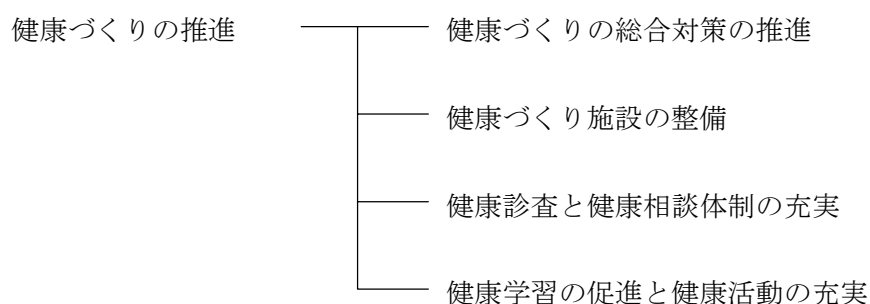 健康づくりの推進
健康づくりの総合対策の推進
健康づくり施設の整備
健康診査と健康相談体制の充実
健康学習の促進と健康活動の充実